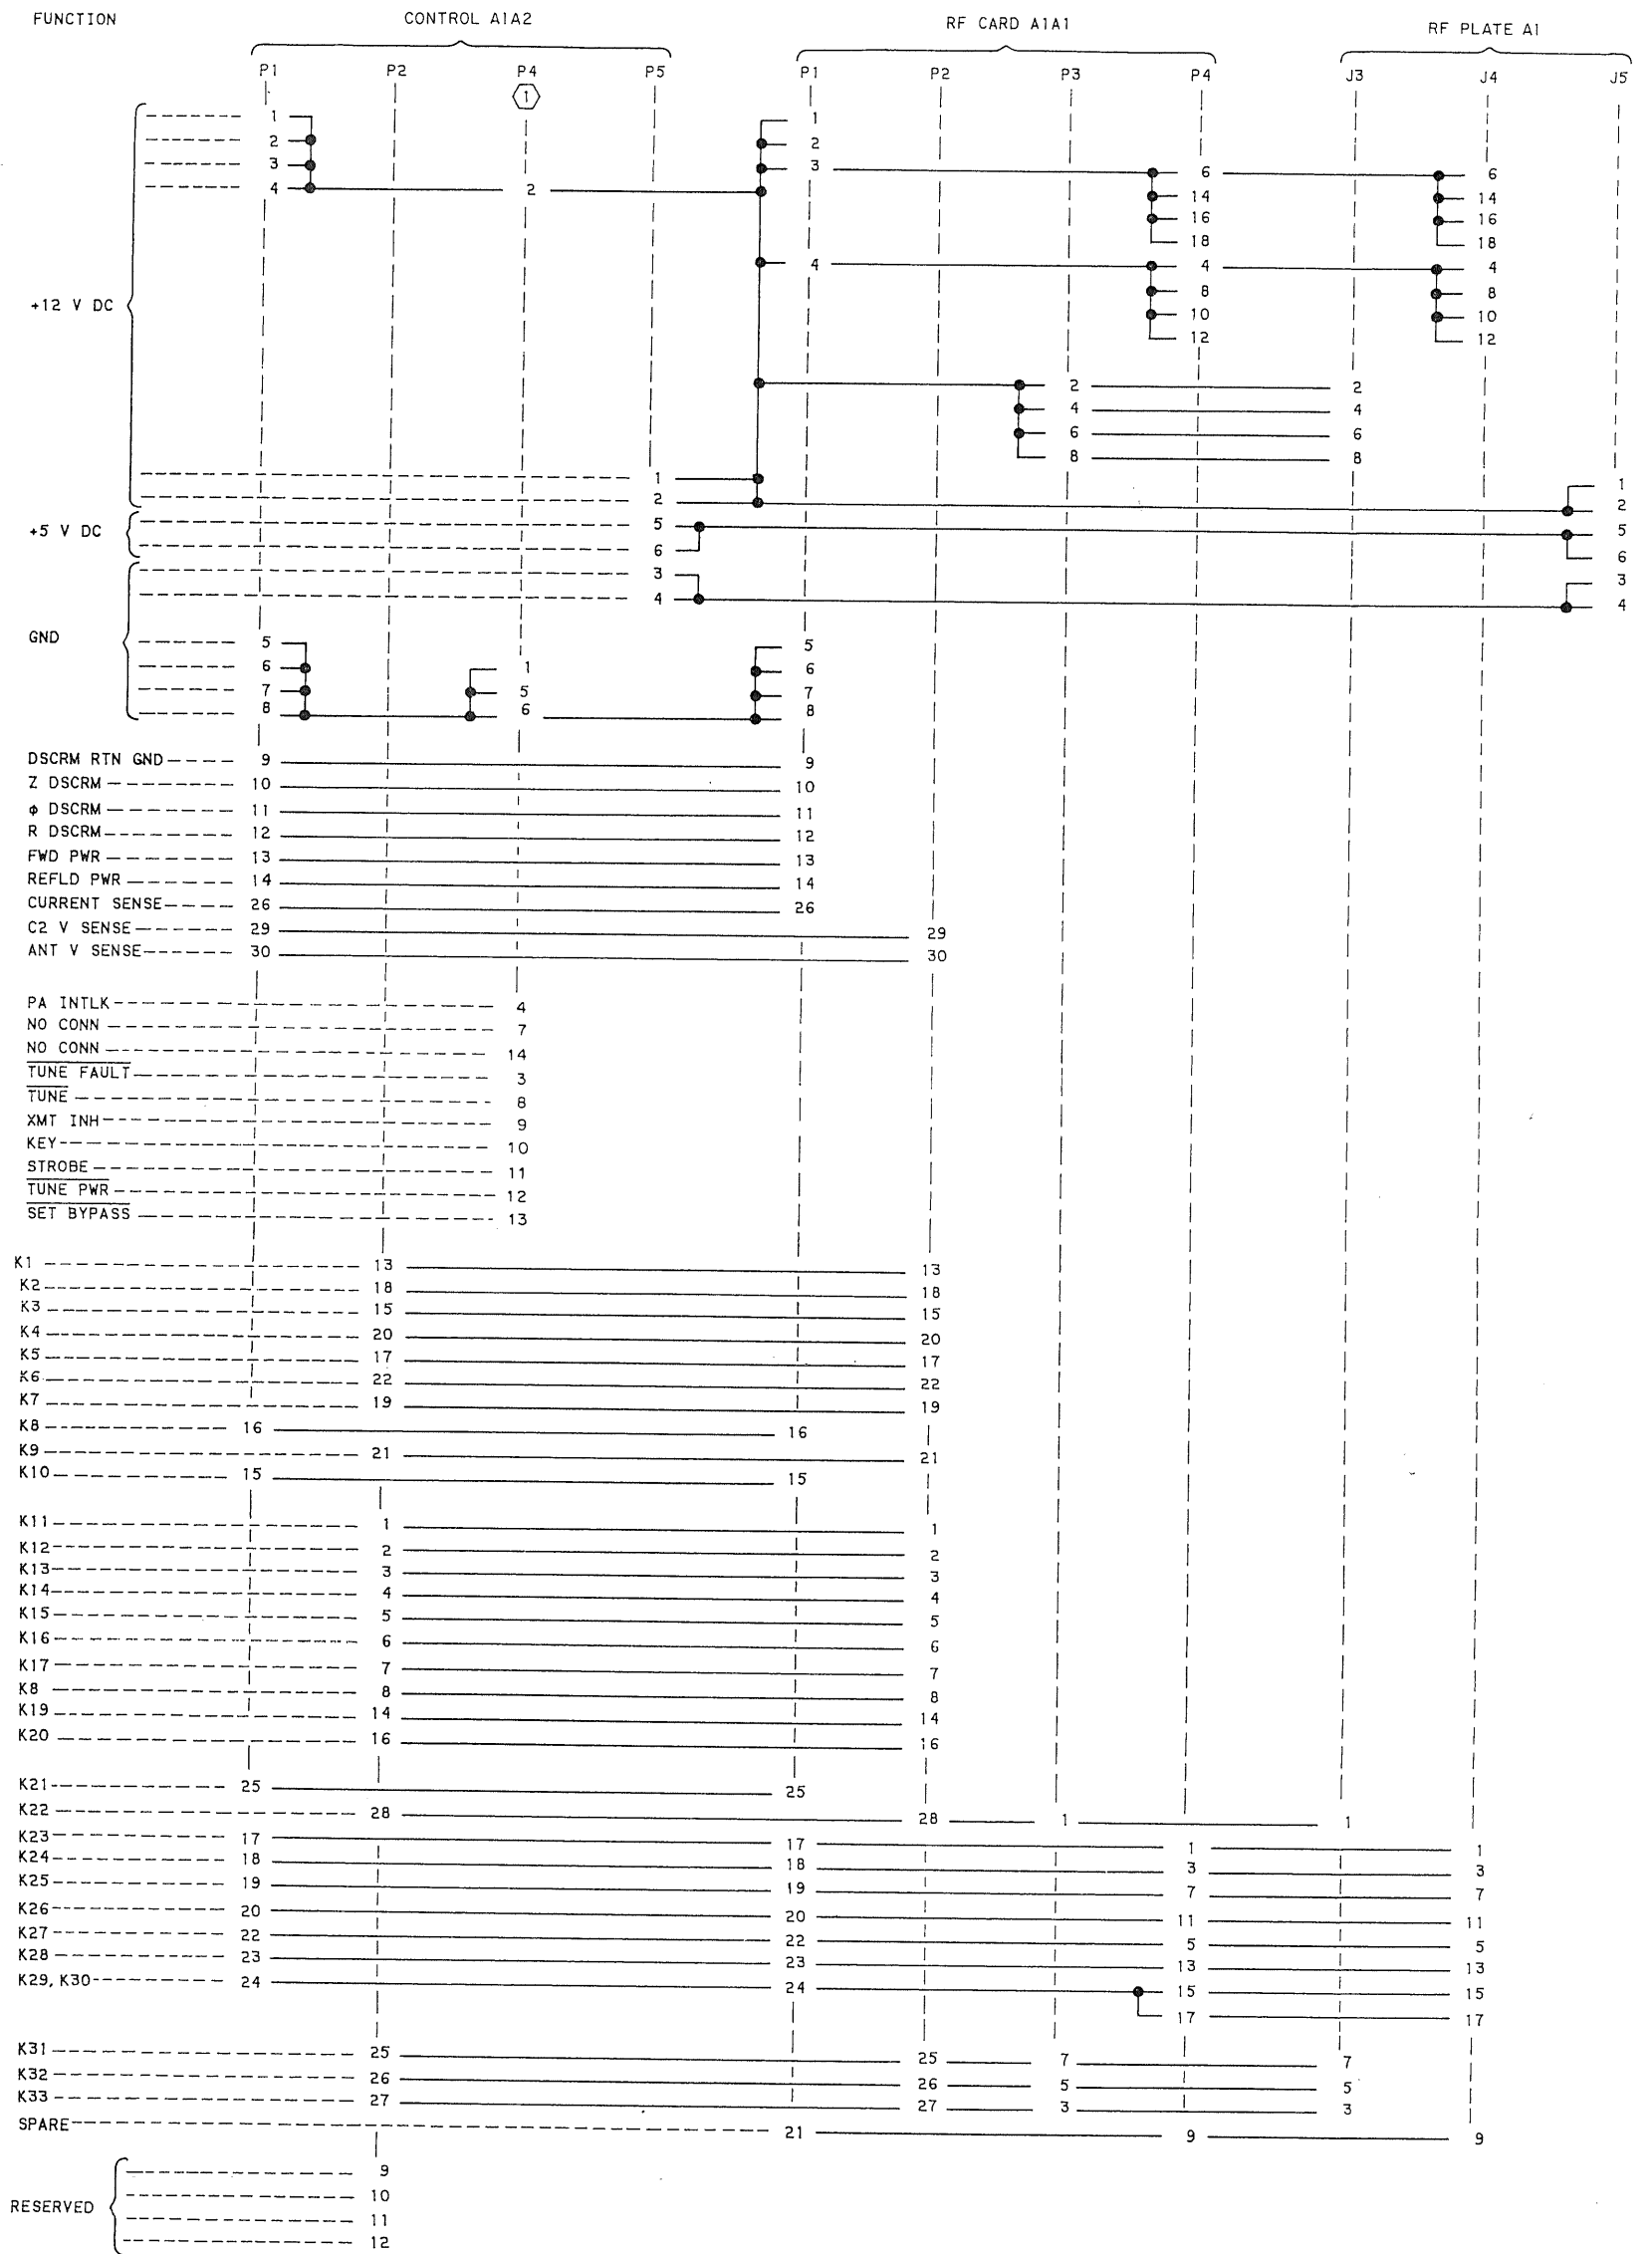 FUNCTION CONTROL A1A2 RF CARD A1A1 RF PLATE A1
P1 P2 P4 P5 P1 P2 P3 P4 J3 J4 J5
1
1 1
2 2
3 3 6 6
4 2 14 14
16 16
18 18
4 4 4
8 8
+12 V DC 10 10
12 12
2 2
4 4
6 6
8 8
1 1
2 2
+5 V DC 5 5
6 6
3 3
4 4
GND 5 5
6 1 6
7 5 7
8 6 8
DSCRM RTN GND 9 9
Z DSCRM 10 10
φ DSCRM 11 11
R DSCRM 12 12
FWD PWR 13 13
REFLD PWR 14 14
CURRENT SENSE 26 26
C2 V SENSE 29 29
ANT V SENSE 30 30
PA INTLK 4
NO CONN 7
NO CONN 14
TUNE FAULT 3
TUNE 8
XMT INH 9
KEY 10
STROBE 11
TUNE PWR 12
SET BYPASS 13
K1 13 13
K2 18 18
K3 15 15
K4 20 20
K5 17 17
K6 22 22
K7 19 19
K8 16 16
K9 21 21
K10 15 15
K11 1 1
K12 2 2
K13 3 3
K14 4 4
K15 5 5
K16 6 6
K17 7 7
K8 8 8
K19 14 14
K20 16 16
K21 25 25
K22 28 28 1 1
K23 17 17 1 1
K24 18 18 3 3
K25 19 19 7 7
K26 20 20 11 11
K27 22 22 5 5
K28 23 23 13 13
K29, K30 24 24 15 15
17 17
K31 25 25 7 7
K32 26 26 5 5
K33 27 27 3 3
SPARE 21 9 9
9
RESERVED 10
11
12